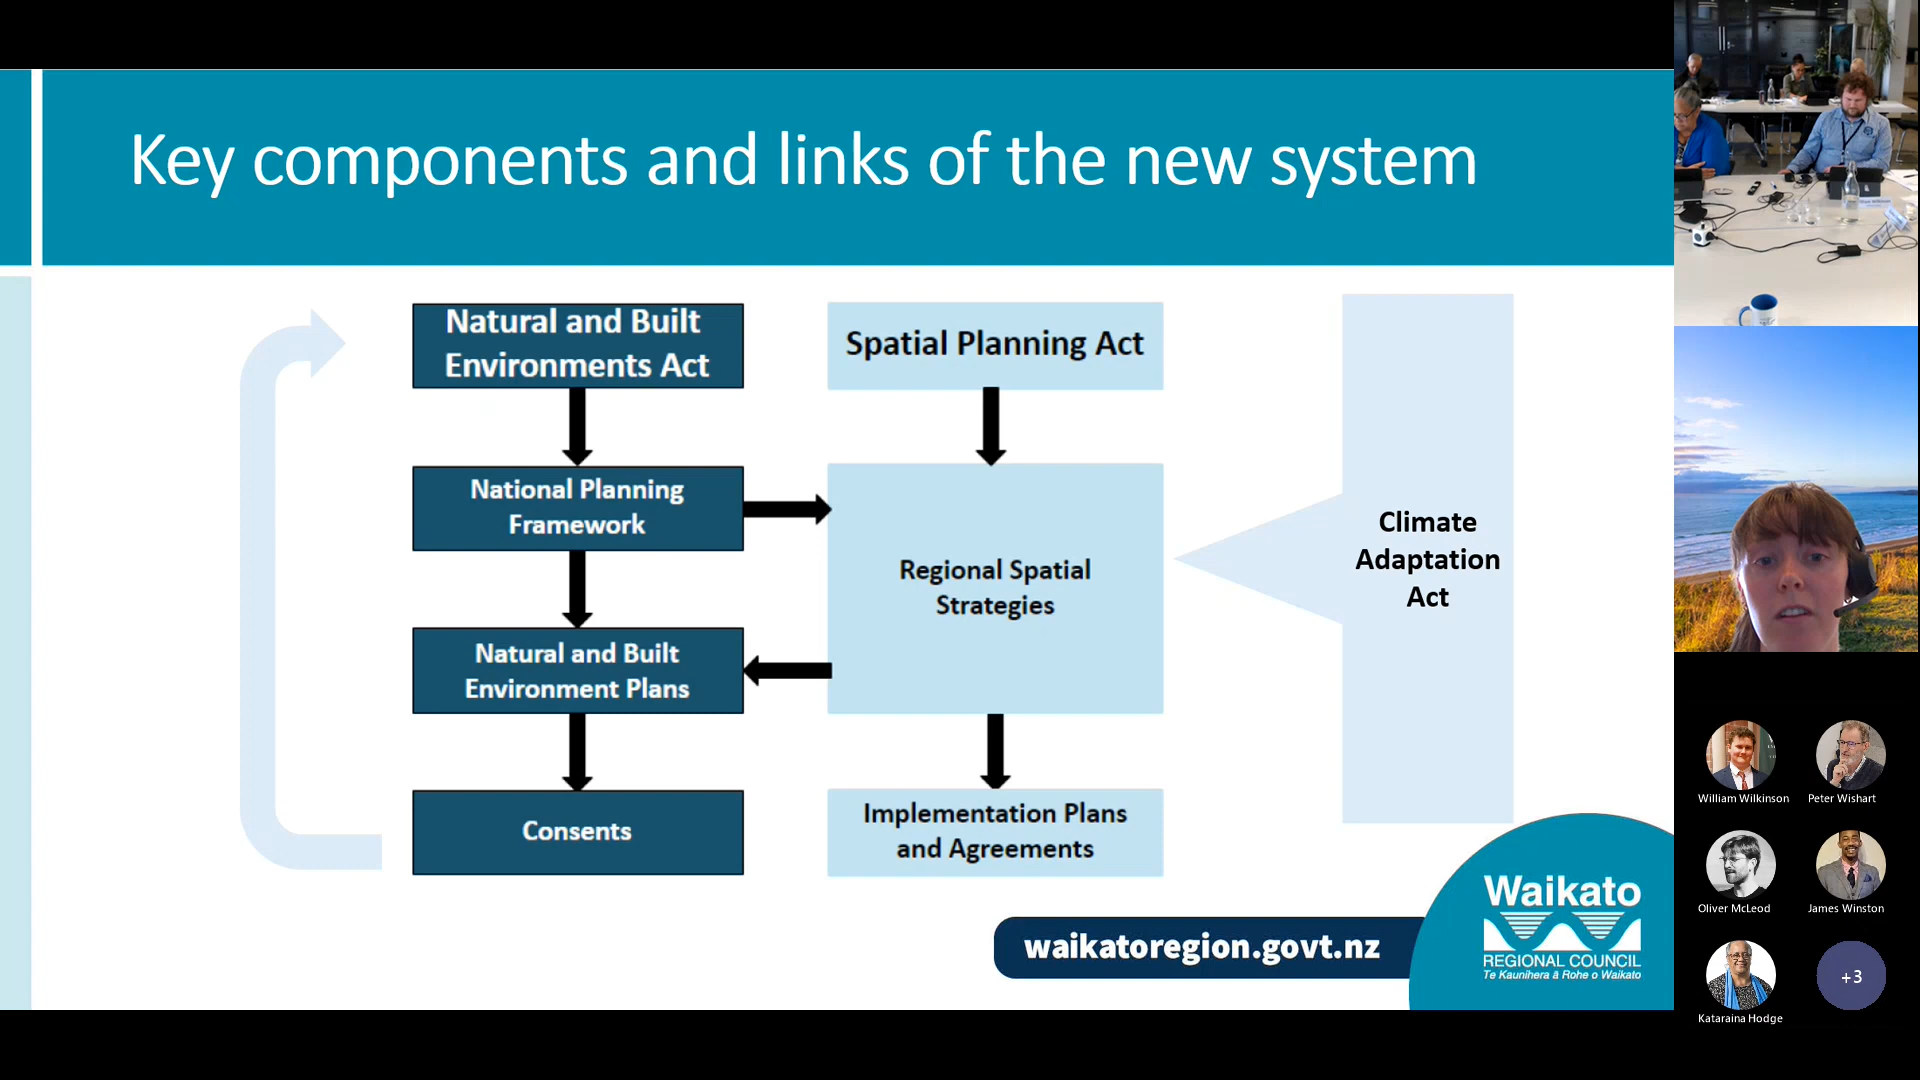 Key components and links of the new system
Natural and Built
Environments Act
Spatial Planning Act
National Planning
Framework
Regional Spatial
Strategies
Climate
Adaptation
Act
Natural and Built
Environment Plans
Consents
Implementation Plans
and Agreements
waikatoregion.govt.nz
Waikato
REGIONAL COUNCIL
Te Kaunihera ā Rohe o Waikato
William Wilkinson
Peter Wishart
Oliver McLeod
James Winston
Kataraina Hodge
+3